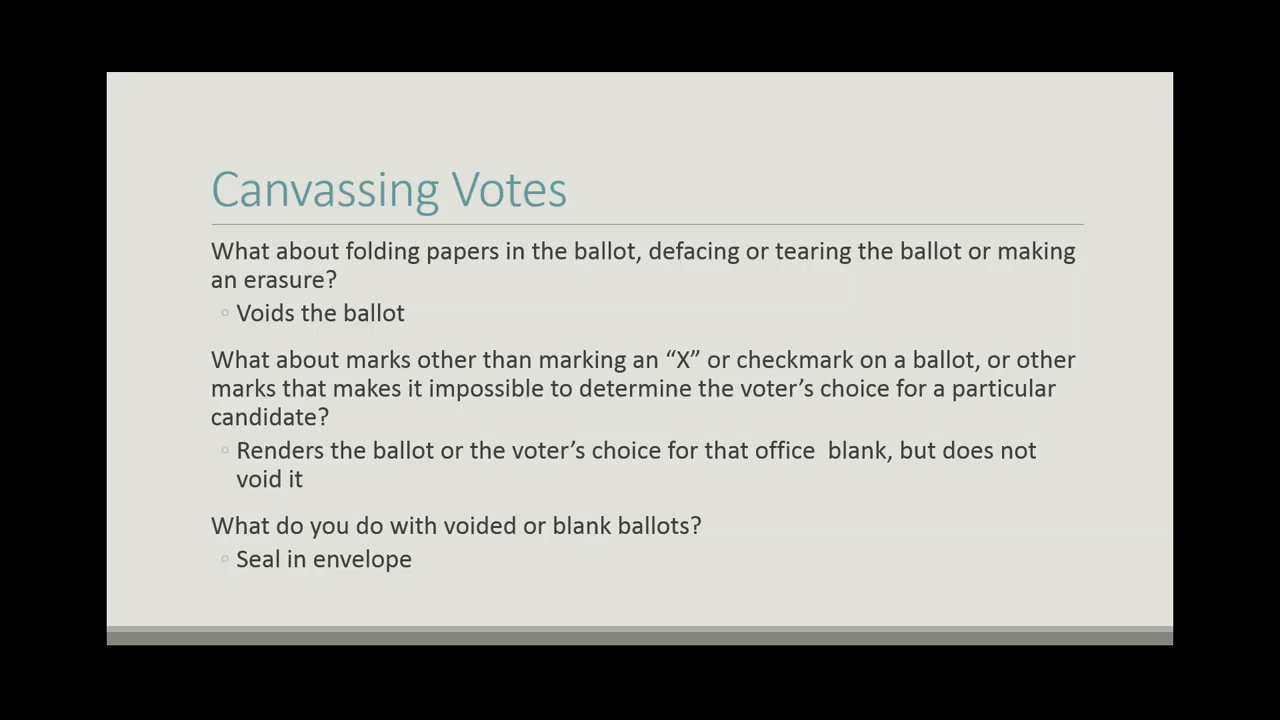 Canvassing Votes
What about folding papers in the ballot, defacing or tearing the ballot or making
an erasure?
◦ Voids the ballot
What about marks other than marking an “X” or checkmark on a ballot, or other
marks that makes it impossible to determine the voter’s choice for a particular
candidate?
◦ Renders the ballot or the voter’s choice for that office  blank, but does not
void it
What do you do with voided or blank ballots?
◦ Seal in envelope